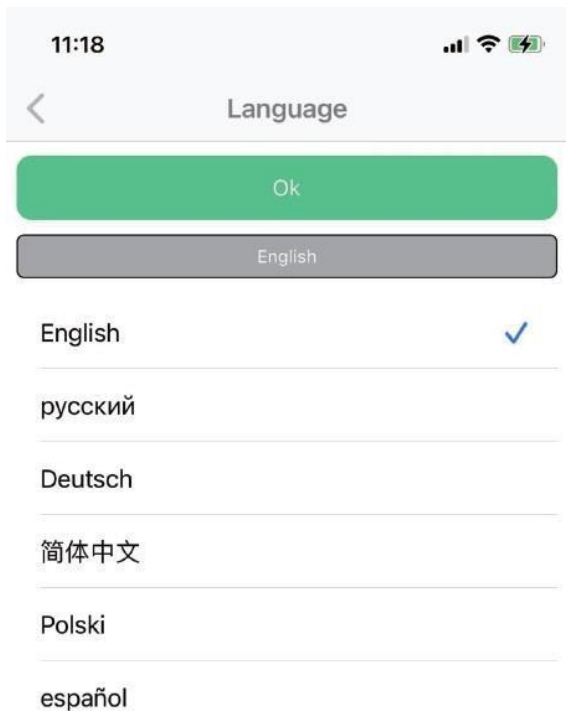 11:18
Language
Ok
English
English
русский
Deutsch
简体中文
Polski
español